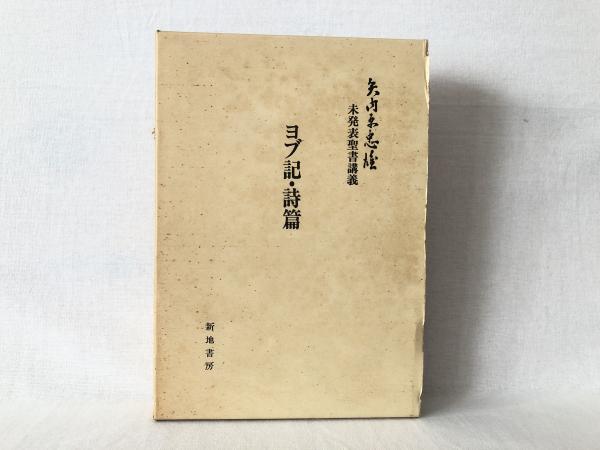 矢内原忠雄
未発表聖書講義
ヨブ記・詩篇
新地書房